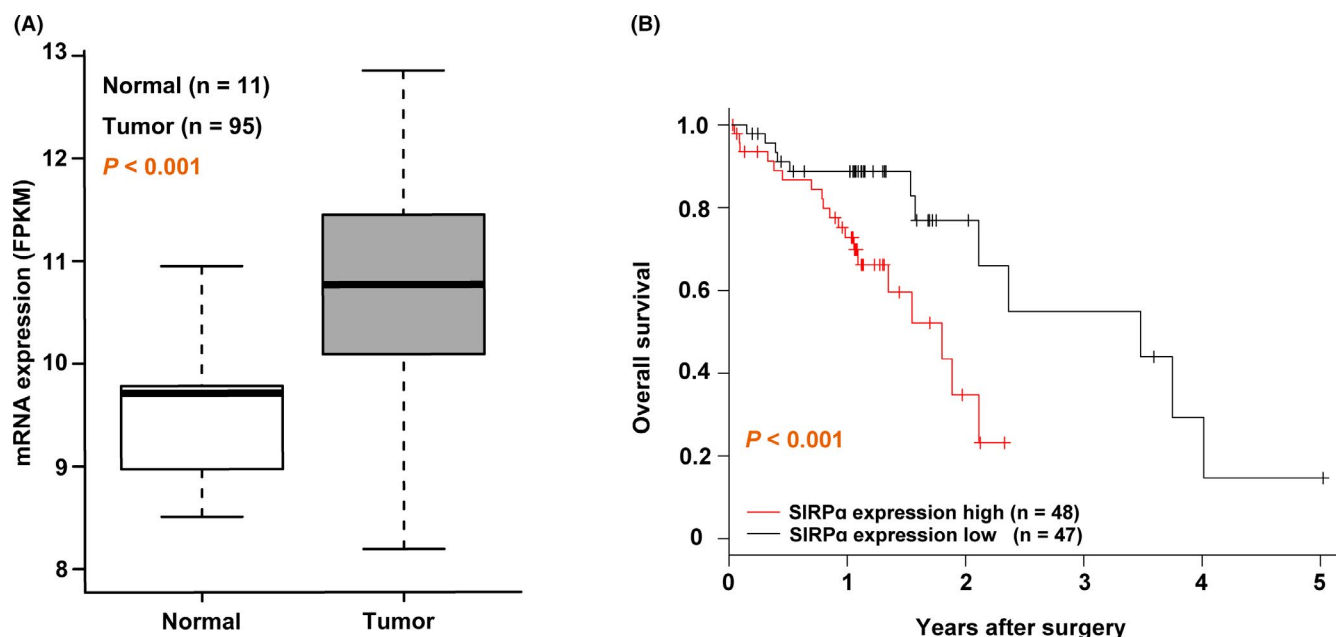 (A)
mRNA expression (FPKM)
13
12
11
10
9
8
Normal (n = 11)
Tumor (n = 95)
P < 0.001
Normal
Tumor
(B)
Overall survival
1.0
0.8
0.6
0.4
0.2
0
P < 0.001
SIRPα expression high (n = 48)
SIRPα expression low (n = 47)
0
1
2
3
4
5
Years after surgery